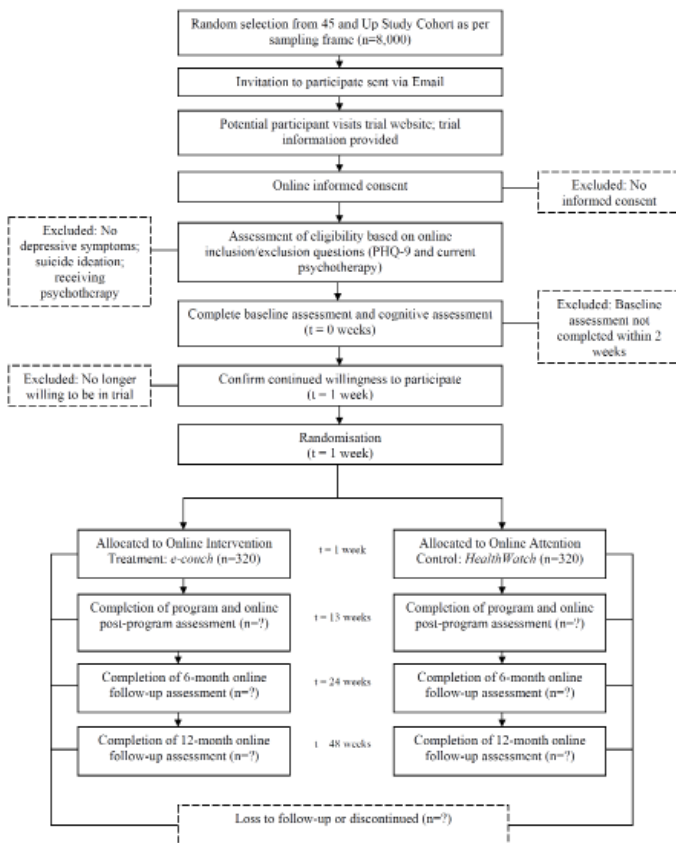 Random selection from 45 and Up Study Cohort as per
sampling frame (n=8,000)
Invitation to participate sent via Email
Potential participant visits trial website; trial
information provided
Online informed consent
Excluded: No
informed consent
Excluded: No
depressive symptoms;
suicide ideation;
receiving
psychotherapy
Assessment of eligibility based on online
inclusion/exclusion questions (PHQ-9 and current
psychotherapy)
Complete baseline assessment and cognitive assessment
(t = 0 weeks)
Excluded: Baseline
assessment not
completed within 2
weeks
Excluded: No longer
willing to be in trial
Confirm continued willingness to participate
(t = 1 week)
Randomisation
(t = 1 week)
Allocated to Online Intervention
Treatment: e-couch (n=320)
t = 1 week
Allocated to Online Attention
Control: HealthWatch (n=320)
Completion of program and online
post-program assessment (n=?)
t = 13 weeks
Completion of program and online
post-program assessment (n=?)
Completion of 6-month online
follow-up assessment (n=?)
t = 24 weeks
Completion of 6-month online
follow-up assessment (n=?)
Completion of 12-month online
follow-up assessment (n=?)
t 48 weeks
Completion of 12-month online
follow-up assessment (n=?)
Loss to follow-up or discontinued (n=?)